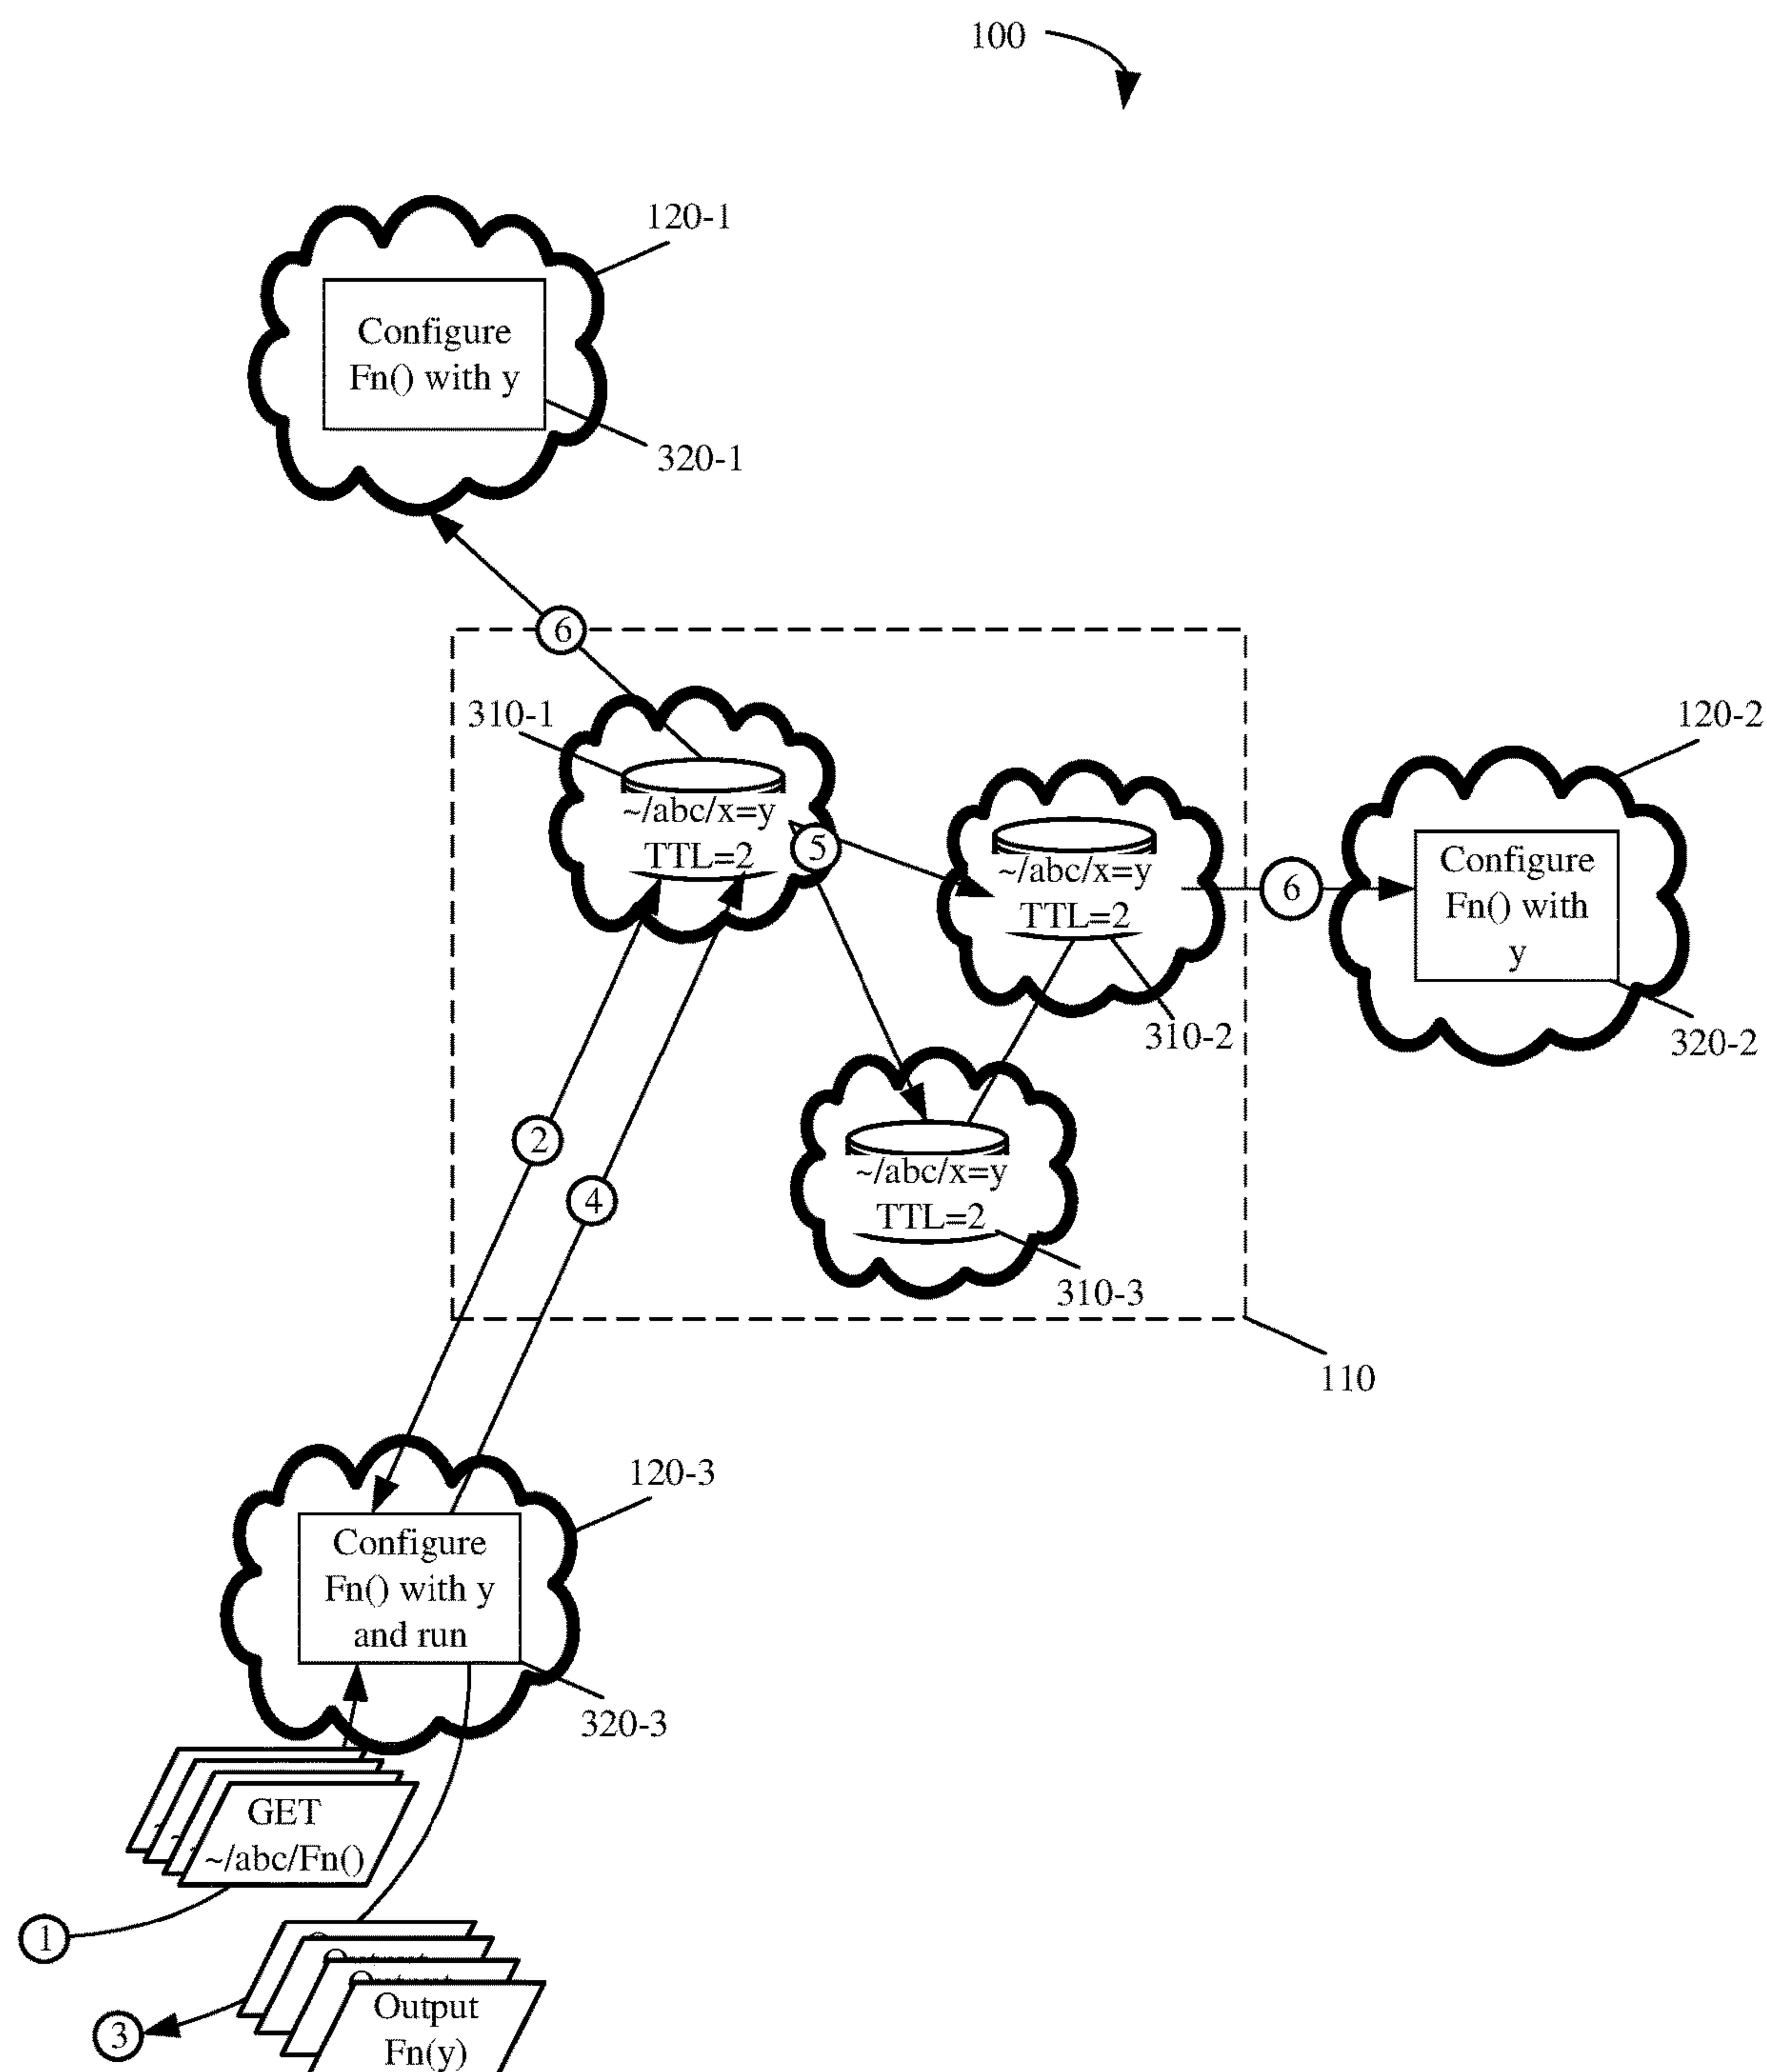 100
120-1
Configure
Fn() with y
320-1
6
310-1
~/abc/x=y
TTL=2
5
120-2
~/abc/x=y
TTL=2
6
Configure
Fn() with
y
310-2
320-2
2
4
~/abc/x=y
TTL=2
310-3
110
120-3
Configure
Fn() with y
and run
320-3
GET
~/abc/Fn()
1
3
Output
Fn(y)